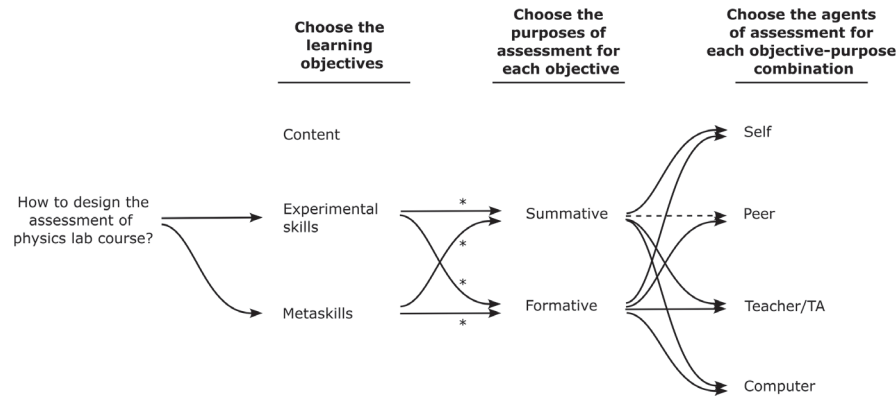 Choose the
learning
objectives
Choose the
purposes of
assessment for
each objective
Choose the agents
of assessment for
each objective-purpose
combination
Content
Self
How to design the
assessment of
physics lab course?
Experimental
skills
*
Summative
Peer
*
*
Metaskills
*
Formative
Teacher/TA
Computer